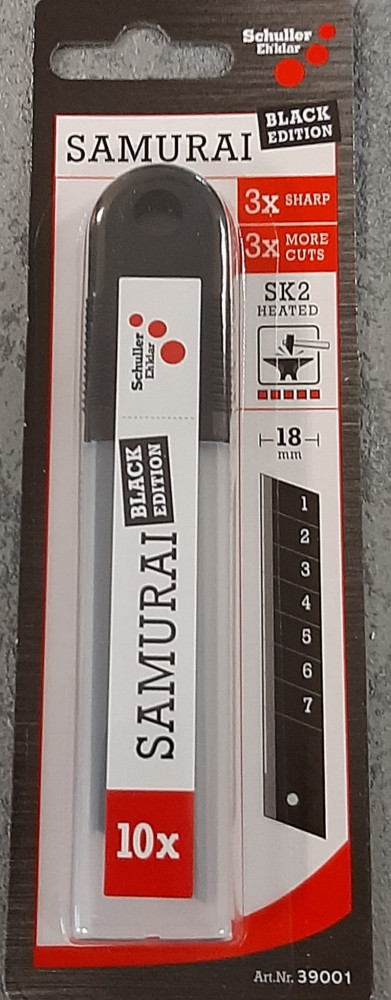 Schuller
Eh'klar
SAMURAI
BLACK
EDITION
3x SHARP
3x MORE
CUTS
SK2
HEATED
18
mm
1
2
3
4
5
6
7
Schuller
Eh'klar
SAMURAI
BLACK
EDITION
10x
Art.Nr. 39001